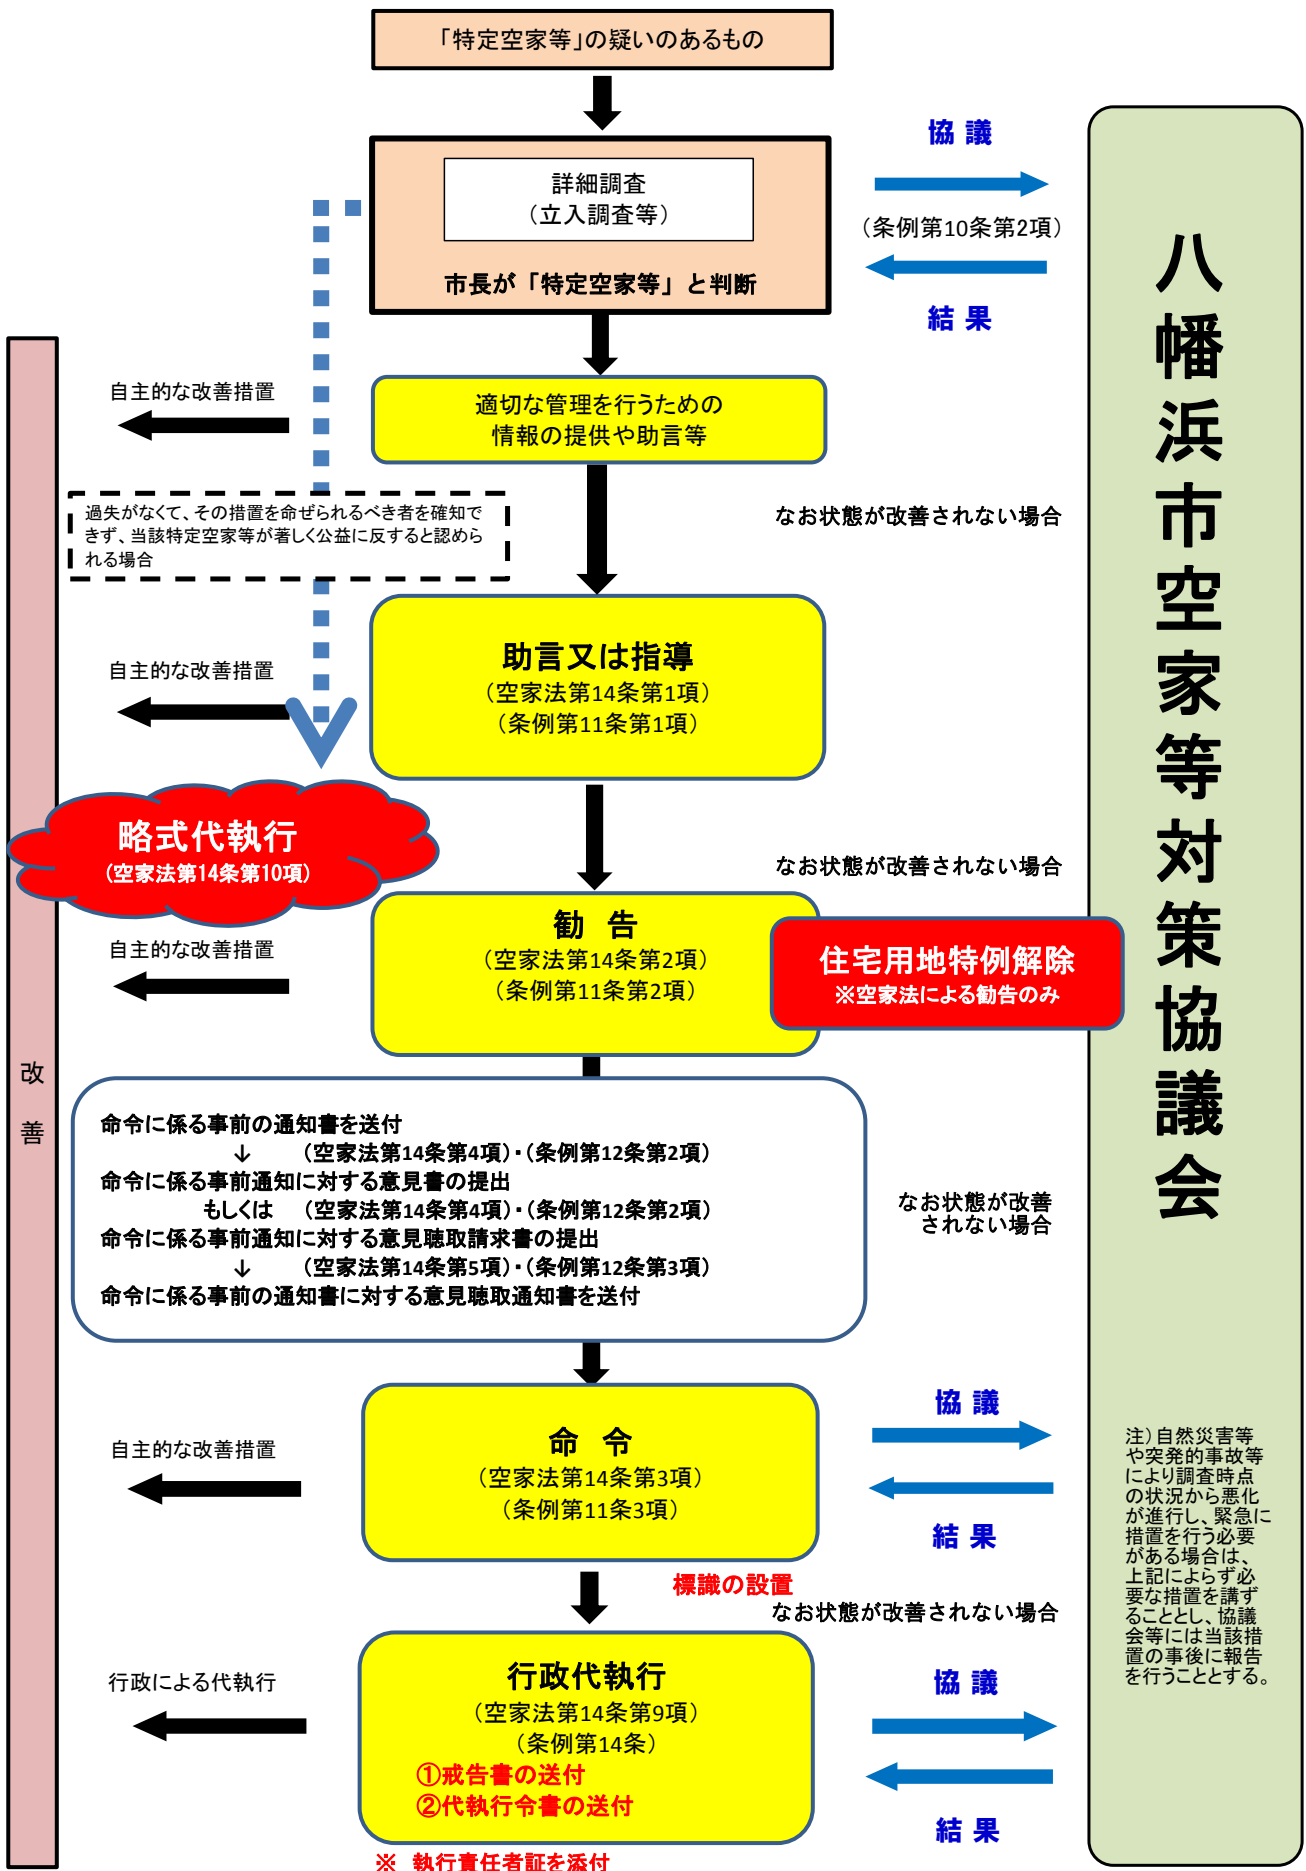 「特定空家等」の疑いのあるもの
詳細調査
（立入調査等）
市長が「特定空家等」と判断
協 議
（条例第10条第2項）
結 果
八幡浜市空家等対策協議会
自主的な改善措置
適切な管理を行うための
情報の提供や助言等
過失がなくて、その措置を命ぜられるべき者を確知で
きず、当該特定空家等が著しく公益に反すると認めら
れる場合
なお状態が改善されない場合
助言又は指導
（空家法第14条第1項）
（条例第11条第1項）
自主的な改善措置
略式代執行
（空家法第14条第10項）
なお状態が改善されない場合
勧 告
（空家法第14条第2項）
（条例第11条第2項）
住宅用地特例解除
※空家法による勧告のみ
自主的な改善措置
改
善
命令に係る事前の通知書を送付
↓ （空家法第14条第4項）・（条例第12条第2項）
命令に係る事前通知に対する意見書の提出
もしくは （空家法第14条第4項）・（条例第12条第2項）
命令に係る事前通知に対する意見聴取請求書の提出
↓ （空家法第14条第5項）・（条例第12条第3項）
命令に係る事前の通知書に対する意見聴取通知書を送付
なお状態が改善
されない場合
命 令
（空家法第14条第3項）
（条例第11条3項）
自主的な改善措置
協 議
結 果
標識の設置
なお状態が改善されない場合
行政代執行
（空家法第14条第9項）
（条例第14条）
①戒告書の送付
②代執行令書の送付
※ 執行責任者証を添付
行政による代執行
協 議
結 果
注）自然災害等
や突発的事故等
により調査時点
の状況から悪化
が進行し、緊急に
措置を行う必要
がある場合は、
上記によらず必
要な措置を講ず
ることとし、協議
会等には当該措
置の事後に報告
を行うこととする。